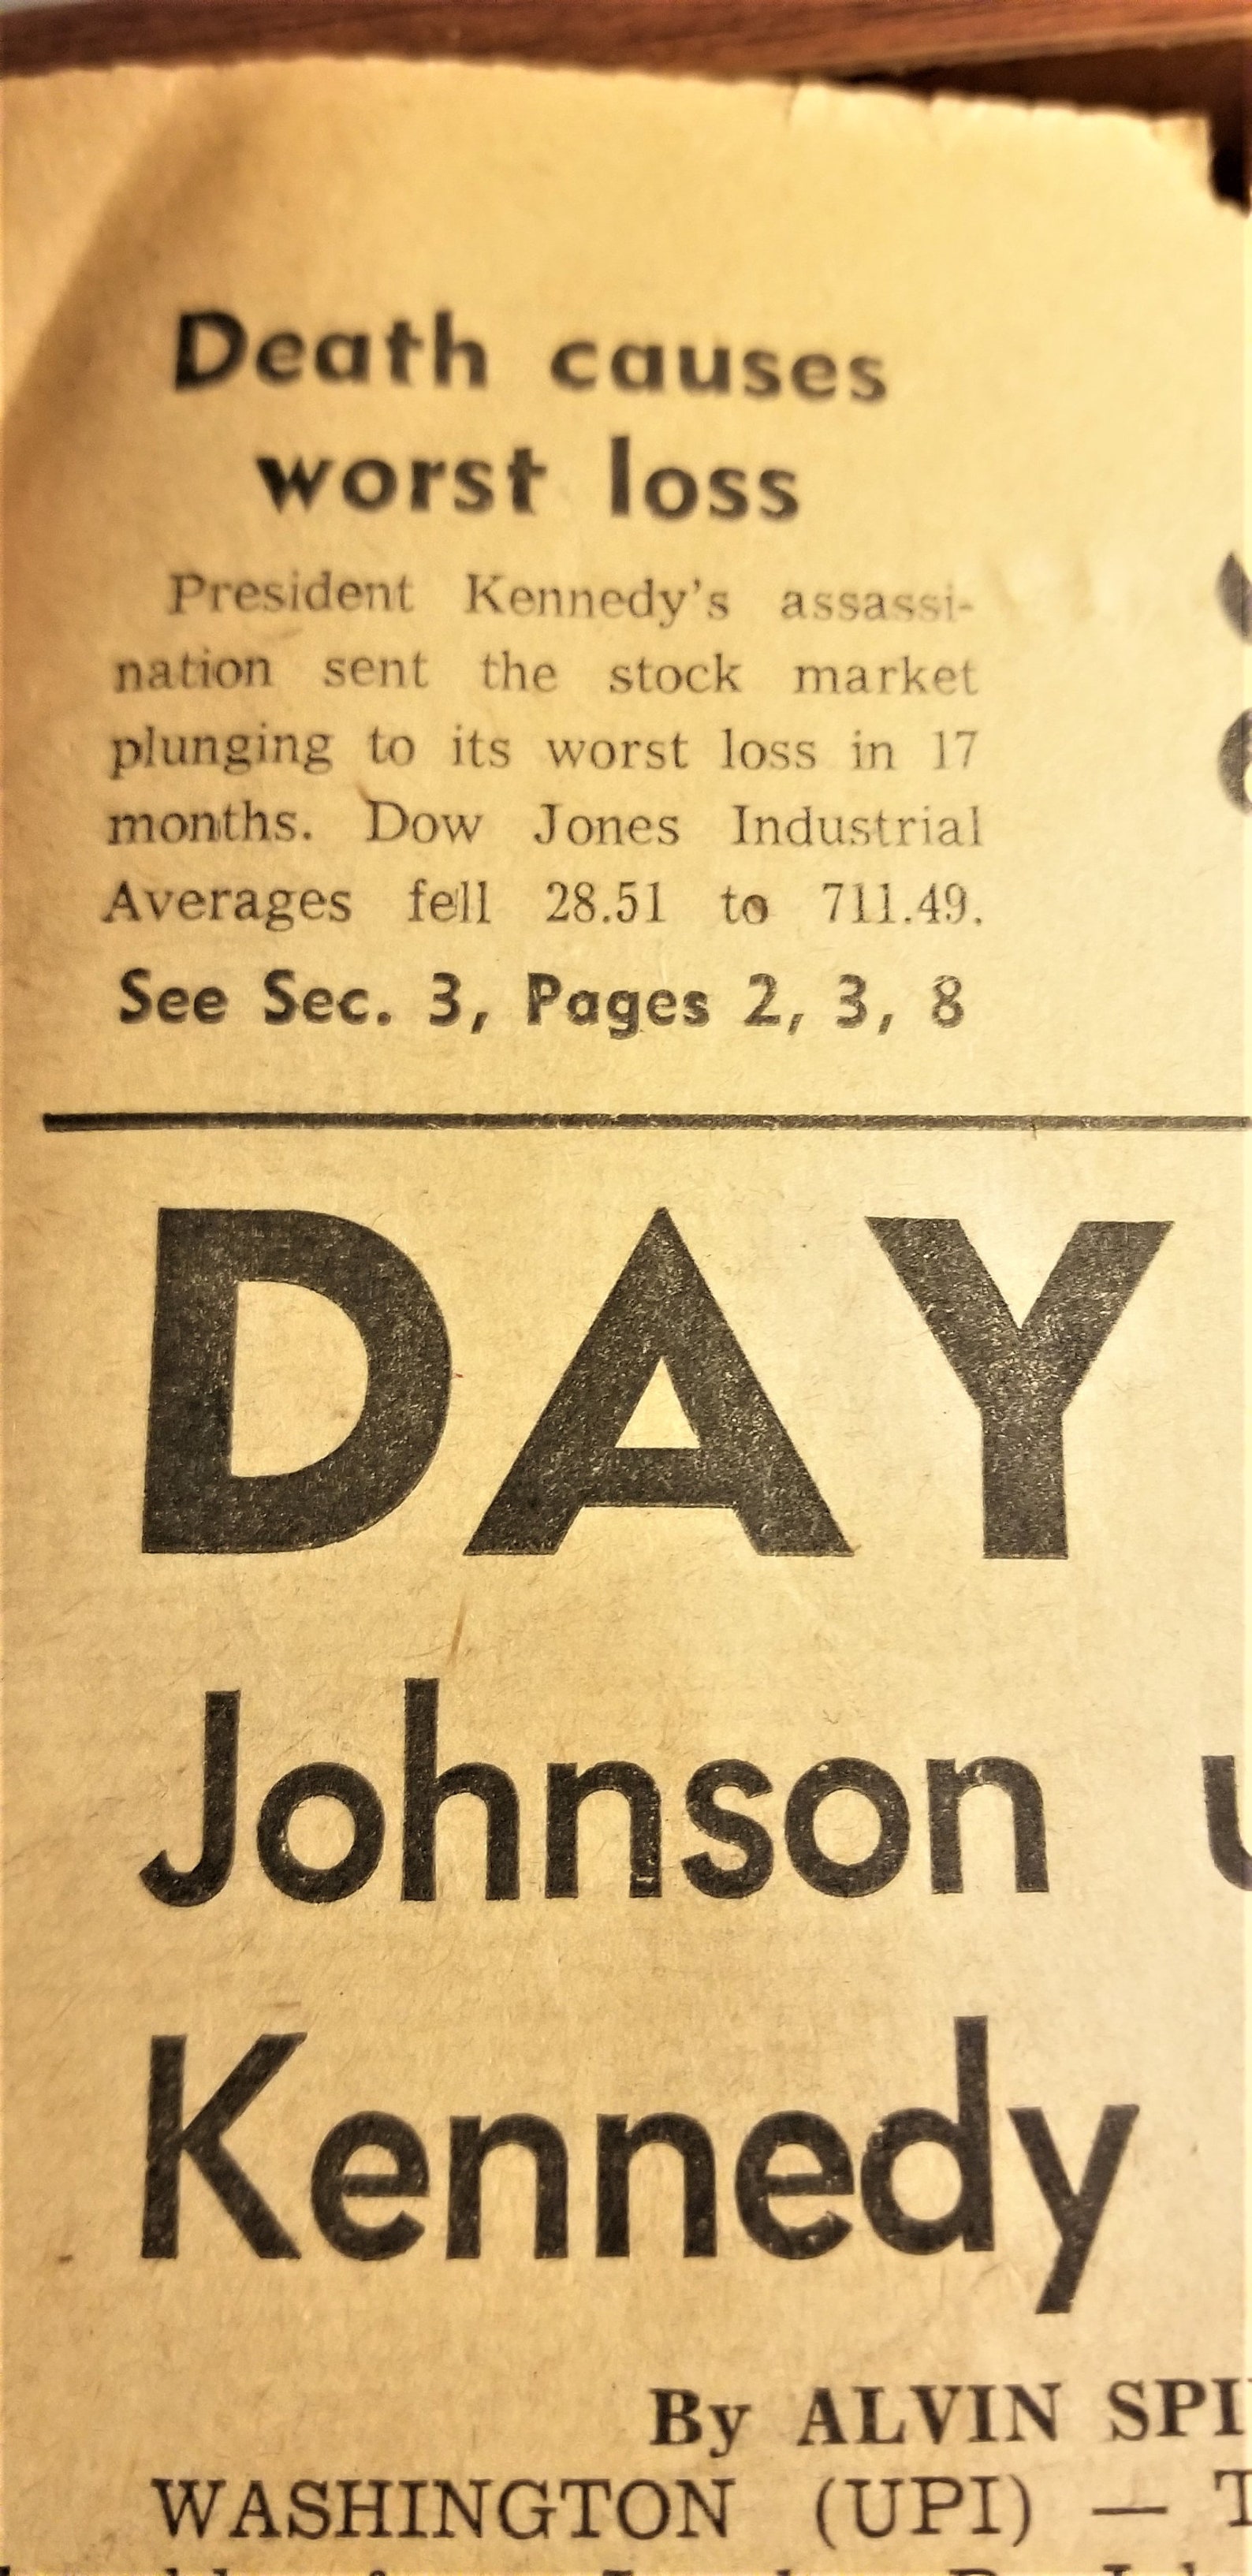 Death causes
worst loss
President Kennedy's assassi-
nation sent the stock market
plunging to its worst loss in 17
months. Dow Jones Industrial
Averages fell 28.51 to 711.49.
See Sec. 3, Pages 2, 3, 8
DAY
Johnson
Kennedy
By ALVIN
WASHINGTON (UPI) —